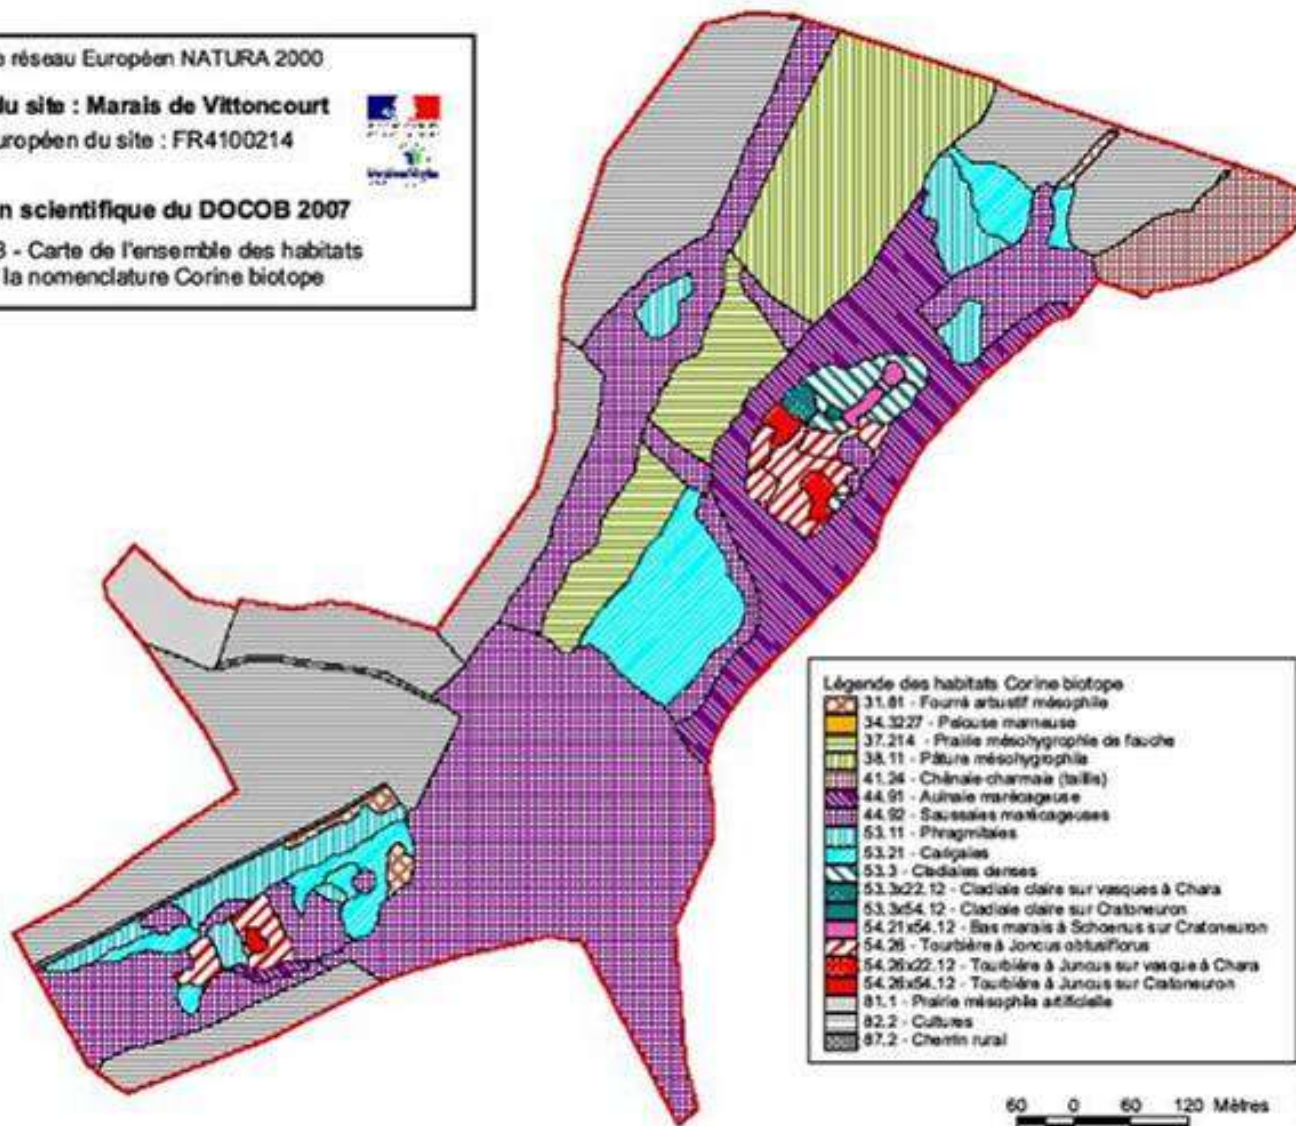 e réseau Européen NATURA 2000
du site : Marais de Vittoncourt
uropéen du site : FR4100214
n scientifique du DOCOB 2007
3 - Carte de l'ensemble des habitats
la nomenclature Corine biotope
Légende des habitats Corine biotope
31.81 - Fourré arbustif mésophile
34.3227 - Pelouse marneuse
37.214 - Prairie mésohygrophile de fauche
38.11 - Pâture mésohygrophile
41.24 - Chênaie-charmaie (taillis)
44.91 - Aulnaie marécageuse
44.92 - Saussaies marécageuses
53.11 - Phragmitaies
53.21 - Cariçaies
53.3 - Cladiaies denses
53.3x22.12 - Cladiaie claire sur vasques à Chara
53.3x54.12 - Cladiaie claire sur Cratoneuron
54.21x54.12 - Bas marais à Schoenus sur Cratoneuron
54.26 - Tourbière à Joncus obtusiflorus
54.26x22.12 - Tourbière à Juncus sur vasque à Chara
54.26x54.12 - Tourbière à Juncus sur Cratoneuron
81.1 - Prairie mésophile artificielle
82.2 - Cultures
87.2 - Chemin rural
60 0 60 120 Mètres